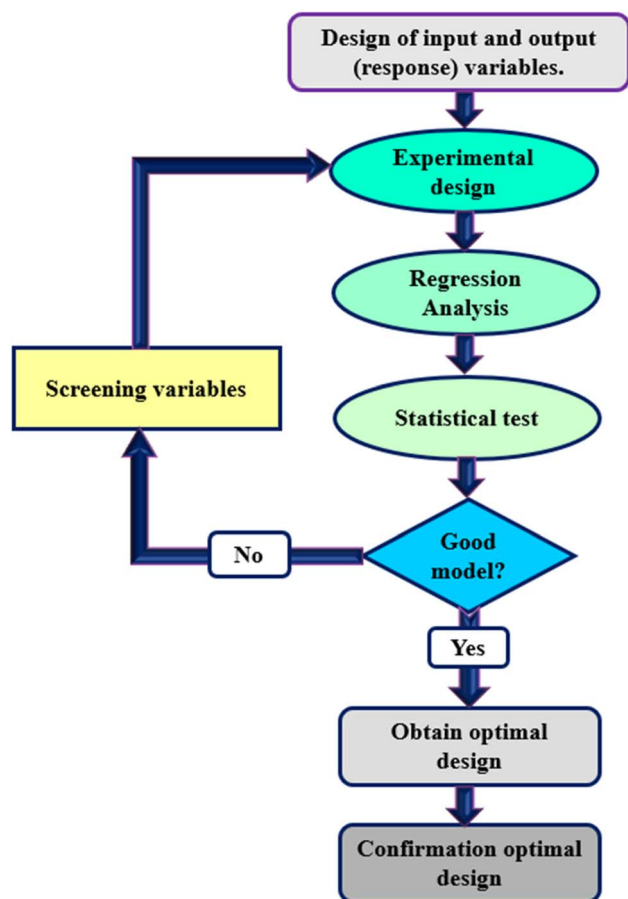 Design of input and output
(response) variables.
Experimental
design
Regression
Analysis
Screening variables
Statistical test
Good
model?
No
Yes
Obtain optimal
design
Confirmation optimal
design